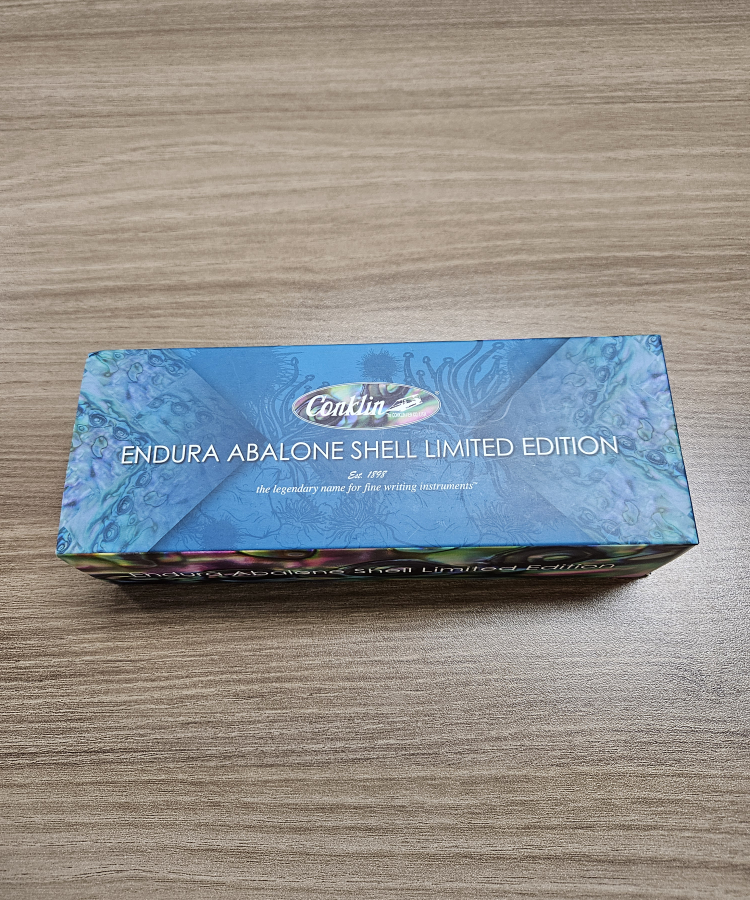 Conklin
ENDURA ABALONE SHELL LIMITED EDITION
Est. 1898
the legendary name for fine writing instruments™
Endura Abalone Shell Limited Edition